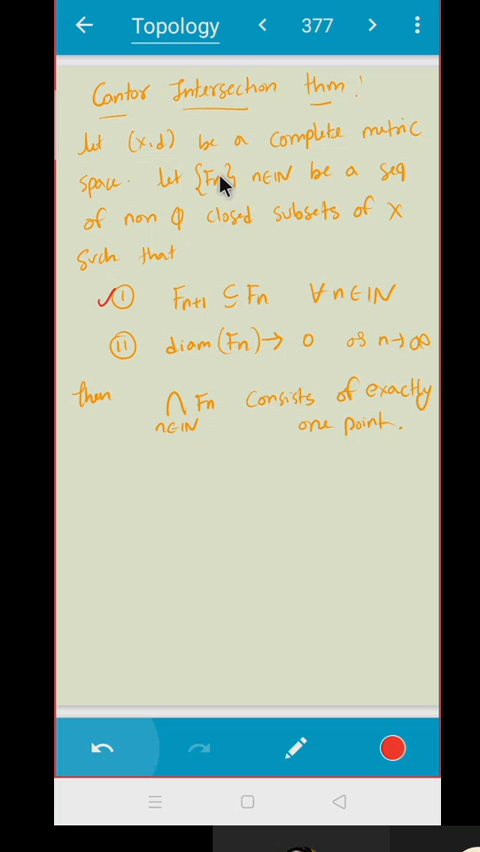 Topology
377
Cantor Intersection thm:
let (X,d) be a complete metric
space. let {Fn} n∈IN be a seq
of non φ closed subsets of X
such that
(i) Fn+1 ⊆ Fn ∀ n ∈ IN
(ii) diam (Fn) → 0 as n → ∞
then ∩ Fn consists of exactly
n∈IN one point.